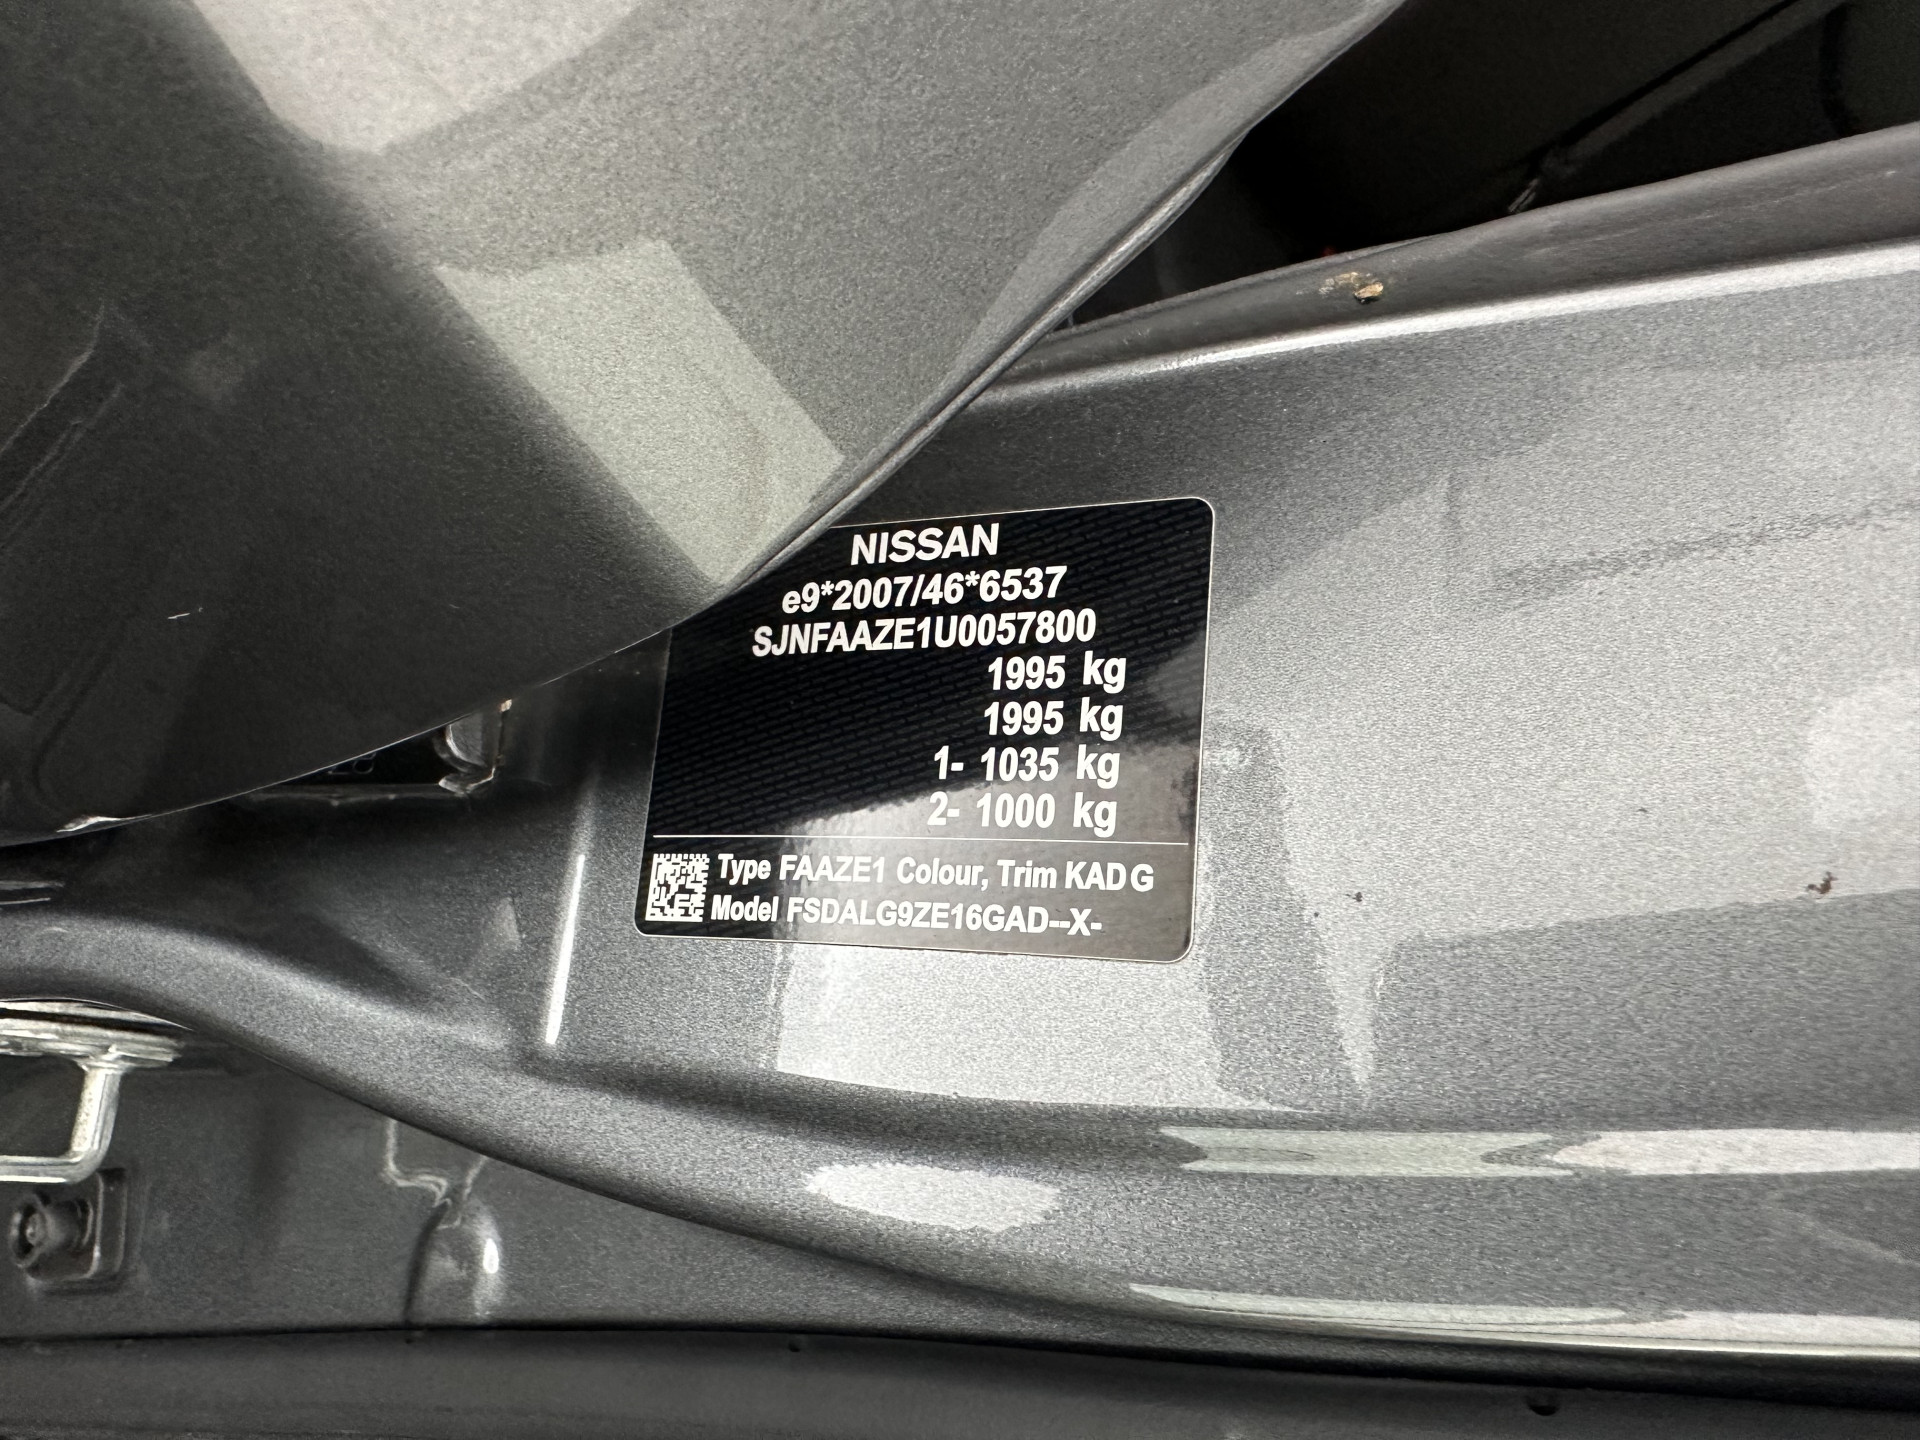 NISSAN
e9*2007/46*6537
SJNFAAZE1U0057800
1995 kg
1995 kg
1- 1035 kg
2- 1000 kg
Type FAAZE1 Colour, Trim KAD G
Model FSDALG9ZE16GAD--X-